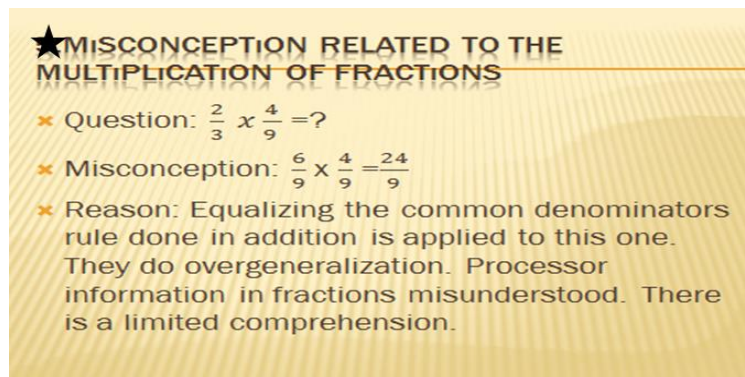 MISCONCEPTION RELATED TO THE
MULTIPLICATION OF FRACTIONS
Question: 2/3 x 4/9 =?
Misconception: 6/9 x 4/9 = 24/9
Reason: Equalizing the common denominators
rule done in addition is applied to this one.
They do overgeneralization. Processor
information in fractions misunderstood. There
is a limited comprehension.